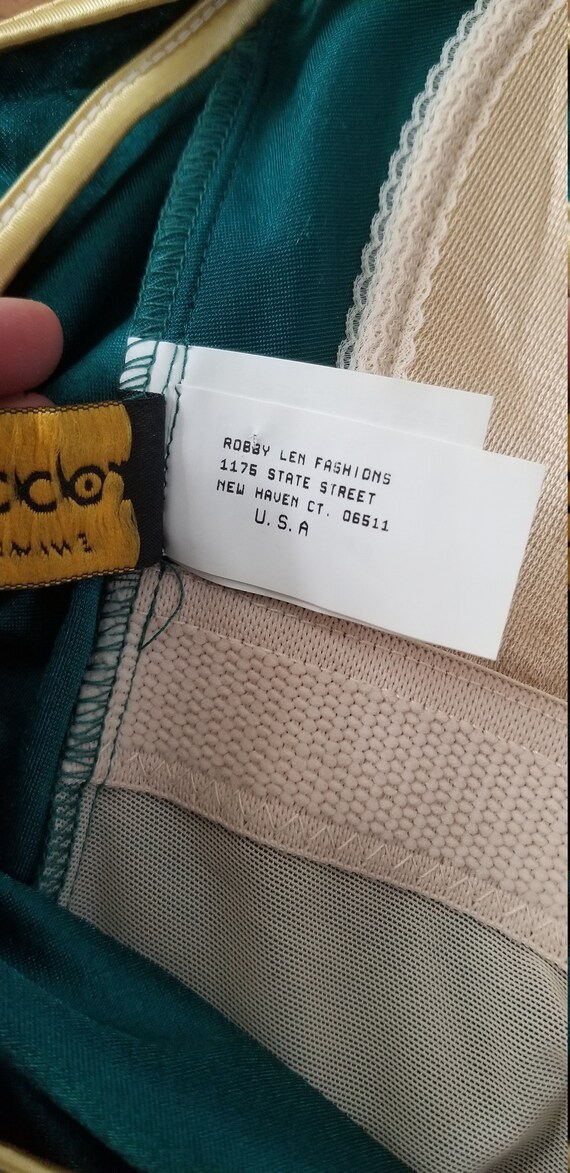 ROBBY LEN FASHIONS
1175 STATE STREET
NEW HAVEN CT. 06511
U.S.A